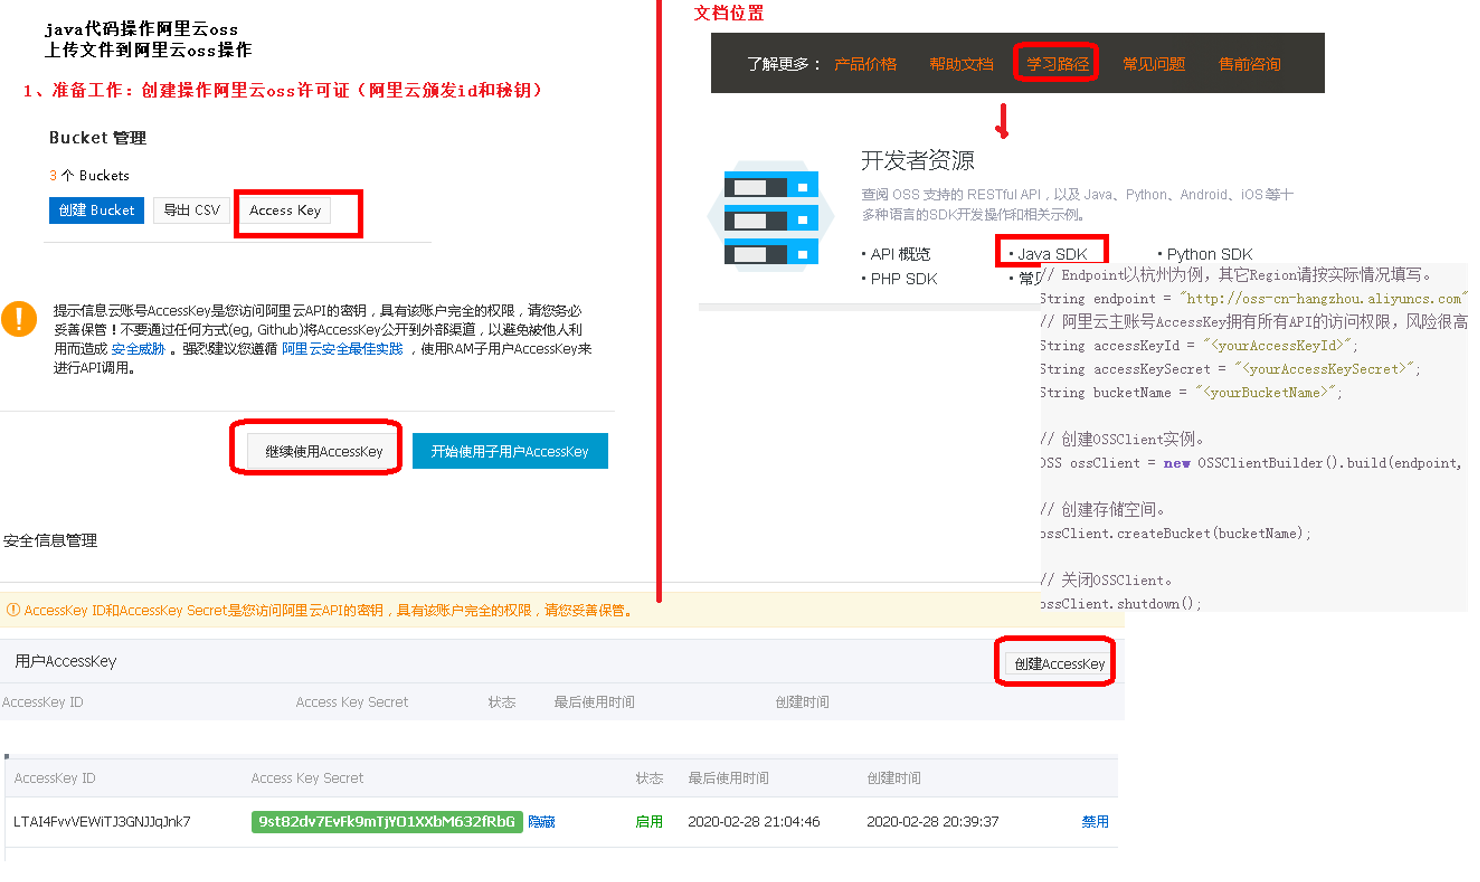 java代码操作阿里云oss
上传文件到阿里云oss操作
1、准备工作：创建操作阿里云oss许可证（阿里云颁发id和秘钥）
Bucket 管理
3 个 Buckets
创建 Bucket 导出 CSV Access Key
提示信息云账号AccessKey是您访问阿里云API的密钥，具有该账户完全的权限，请您务必
妥善保管！不要通过任何方式(eg, Github)将AccessKey公开到外部渠道，以避免被他人利
用而造成 安全威胁 。强烈建议您遵循 阿里云安全最佳实践 ，使用RAM子用户AccessKey来
进行API调用。
继续使用AccessKey 开始使用子用户AccessKey
安全信息管理
文档位置
了解更多： 产品价格 帮助文档 学习路径 常见问题 售前咨询
开发者资源
查阅 OSS 支持的 RESTful API，以及 Java、Python、Android、iOS 等十
多种语言的SDK开发操作和相关示例。
• API 概览 • Java SDK • Python SDK
• PHP SDK • 常
// Endpoint以杭州为例，其它Region请按实际情况填写。
String endpoint = "http://oss-cn-hangzhou.aliyuncs.com"
// 阿里云主账号AccessKey拥有所有API的访问权限，风险很高
String accessKeyId = "<yourAccessKeyId>";
String accessKeySecret = "<yourAccessKeySecret>";
String bucketName = "<yourBucketName>";
// 创建OSSClient实例。
OSS ossClient = new OSSClientBuilder().build(endpoint,
// 创建存储空间。
ossClient.createBucket(bucketName);
// 关闭OSSClient。
ossClient.shutdown();
AccessKey ID和AccessKey Secret是您访问阿里云API的密钥，具有该账户完全的权限，请您妥善保管。
用户AccessKey 创建AccessKey
AccessKey ID Access Key Secret 状态 最后使用时间 创建时间
AccessKey ID Access Key Secret 状态 最后使用时间 创建时间
LTAI4FvvVEWiTJ3GNJJqJnk7 9st82dv7EvFk9mTjYO1XXbM632fRbG 隐藏 启用 2020-02-28 21:04:46 2020-02-28 20:39:37 禁用